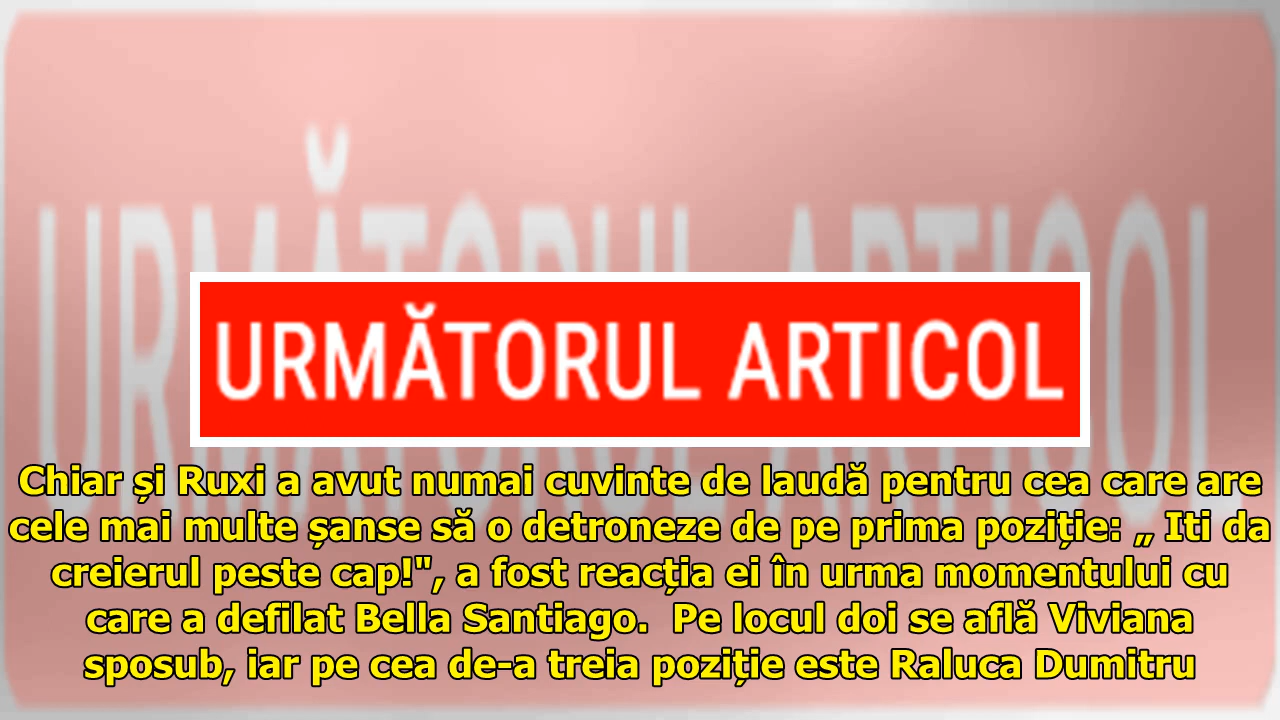 URMĂTORUL ARTICOL
URMĂTORUL ARTICOL
Chiar și Ruxi a avut numai cuvinte de laudă pentru cea care are
cele mai multe șanse să o detroneze de pe prima poziție: „ Iti da
creierul peste cap!", a fost reacția ei în urma momentului cu
care a defilat Bella Santiago.  Pe locul doi se află Viviana
sposub, iar pe cea de-a treia poziție este Raluca Dumitru